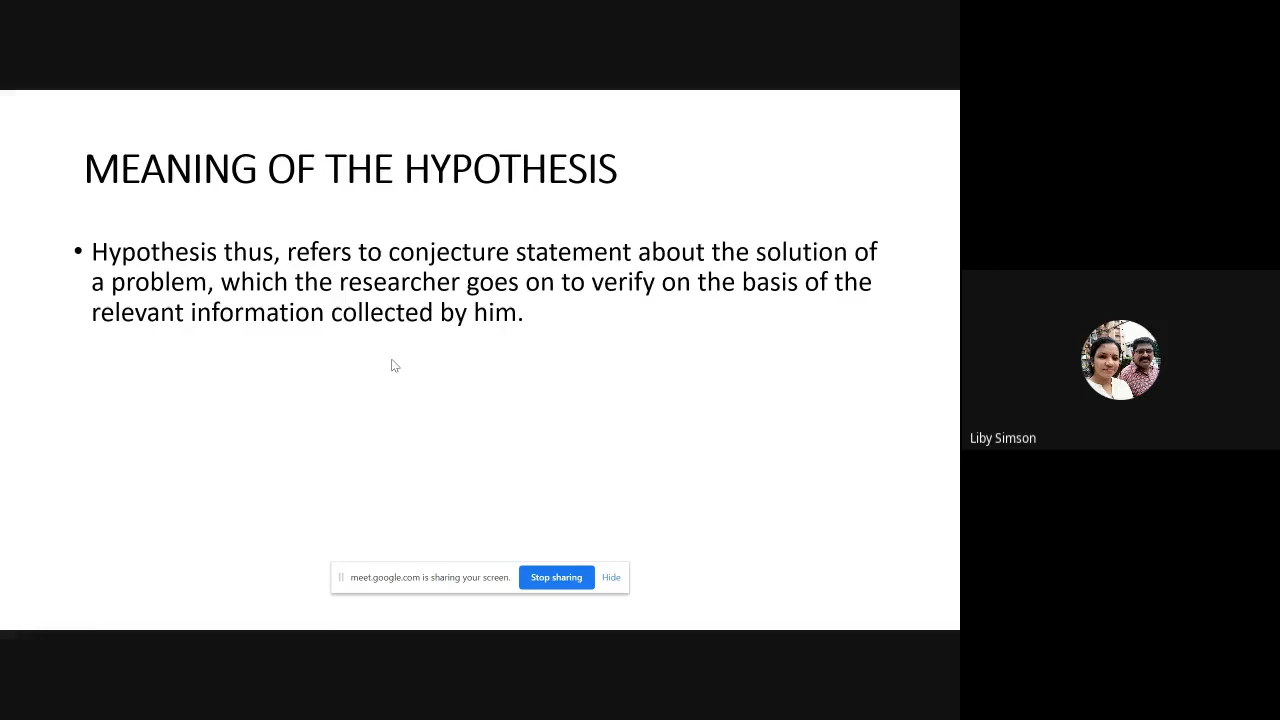 MEANING OF THE HYPOTHESIS
• Hypothesis thus, refers to conjecture statement about the solution of
a problem, which the researcher goes on to verify on the basis of the
relevant information collected by him.
Liby Simson
meet.google.com is sharing your screen. Stop sharing Hide